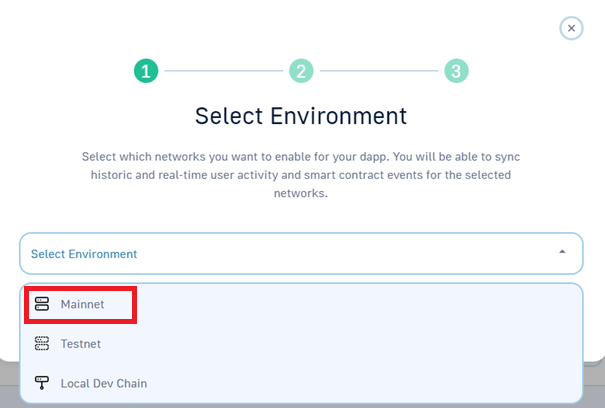 1 2 3
Select Environment
Select which networks you want to enable for your dapp. You will be able to sync
historic and real-time user activity and smart contract events for the selected
networks.
Select Environment
Mainnet
Testnet
Local Dev Chain